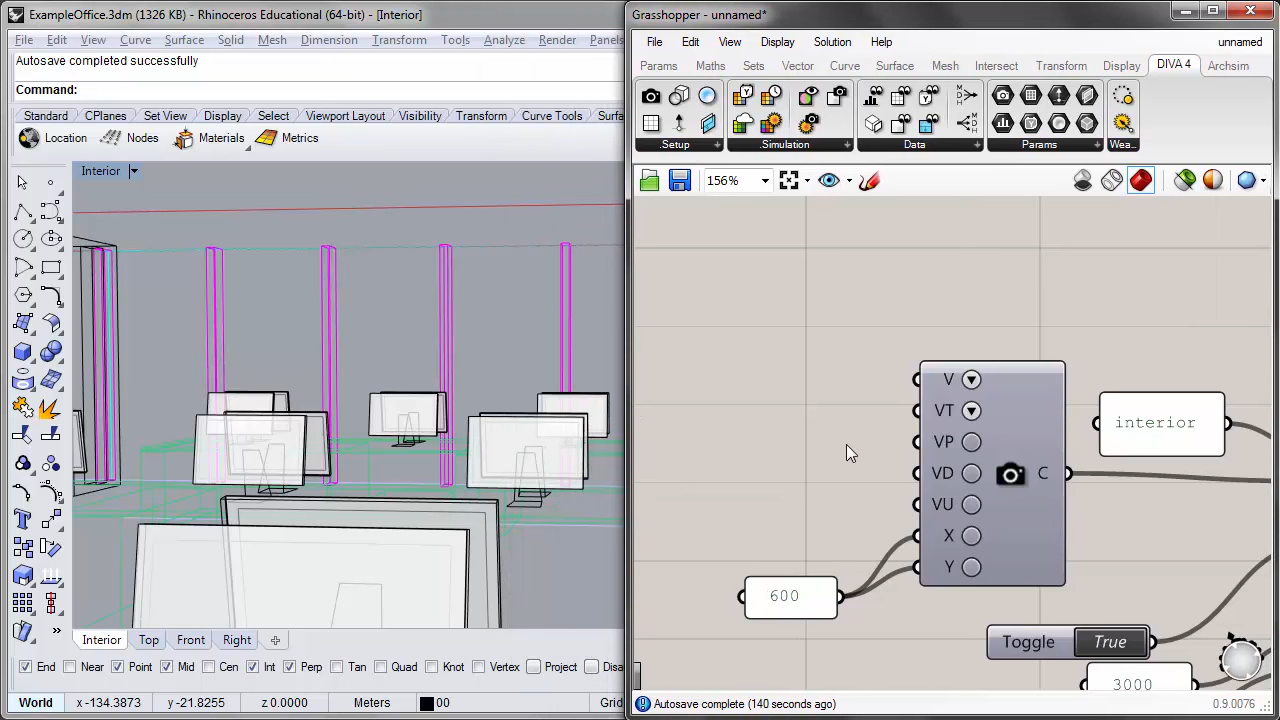 ExampleOffice.3dm (1326 KB) - Rhinoceros Educational (64-bit) - [Interior]
File Edit View Curve Surface Solid Mesh Dimension Transform Tools Analyze Render Panels
Autosave completed successfully
Command:
Standard CPlanes Set View Display Select Viewport Layout Visibility Transform Curve Tools Surfa
Location Nodes Materials Metrics
Interior
Interior Top Front Right
End Near Point Mid Cen Int Perp Tan Quad Knot Vertex Project Disa
World x -134.3873 y -21.8255 z 0.0000 Meters 00 Grid
Grasshopper - unnamed*
File Edit View Display Solution Help unnamed
Params Maths Sets Vector Curve Surface Mesh Intersect Transform Display DIVA 4 Archsim
.Setup .Simulation Data Params Wea...
156%
V
VT
VP
VD
VU
X
Y
C
interior
600
Toggle True
3000
Autosave complete (140 seconds ago) 0.9.0076